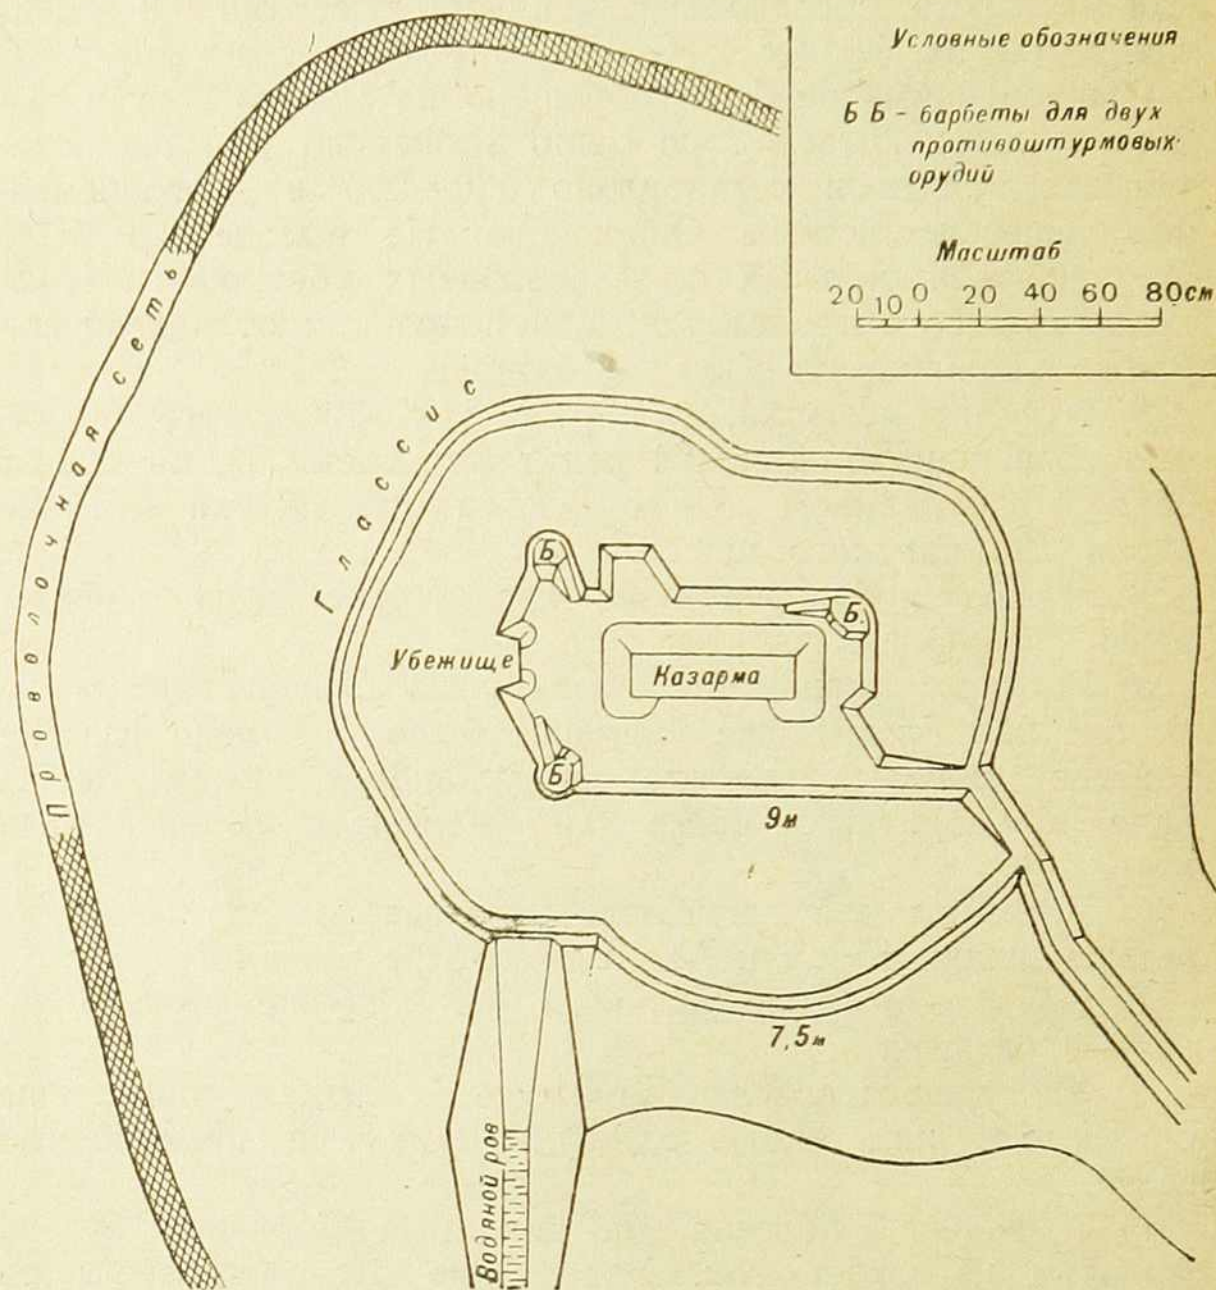 Условные обозначения
Б Б - барбеты для двух
противоштурмовых
орудий
Масштаб
20 10 0 20 40 60 80см
Проволочная сеть
Гласис
Б
Б
Убежище
Казарма
Б
9м
7,5м
Водяной ров